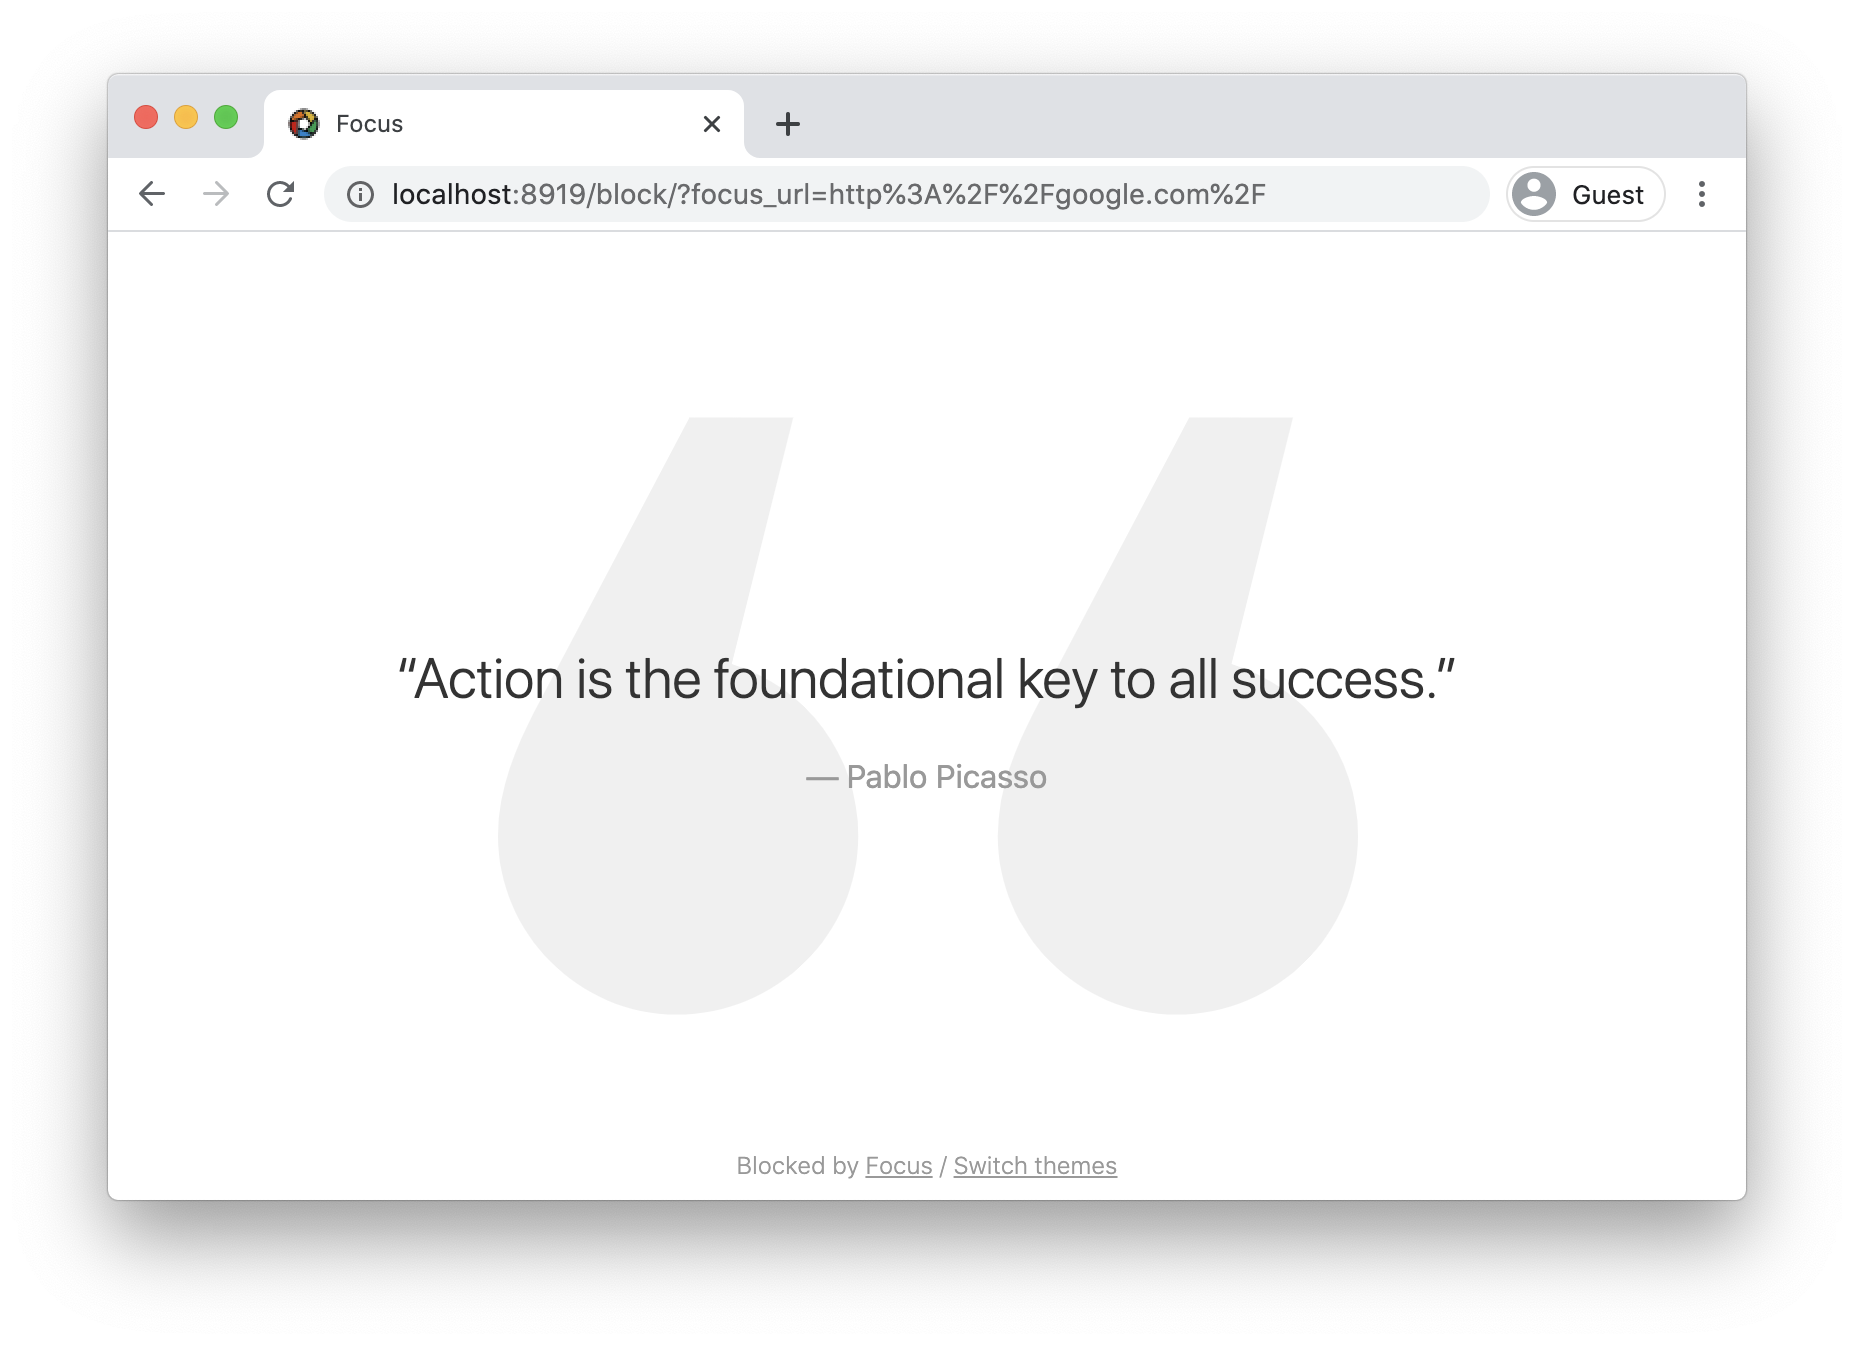 Focus
localhost:8919/block/?focus_url=http%3A%2F%2Fgoogle.com%2F
Guest
“Action is the foundational key to all success.”
— Pablo Picasso
Blocked by Focus / Switch themes